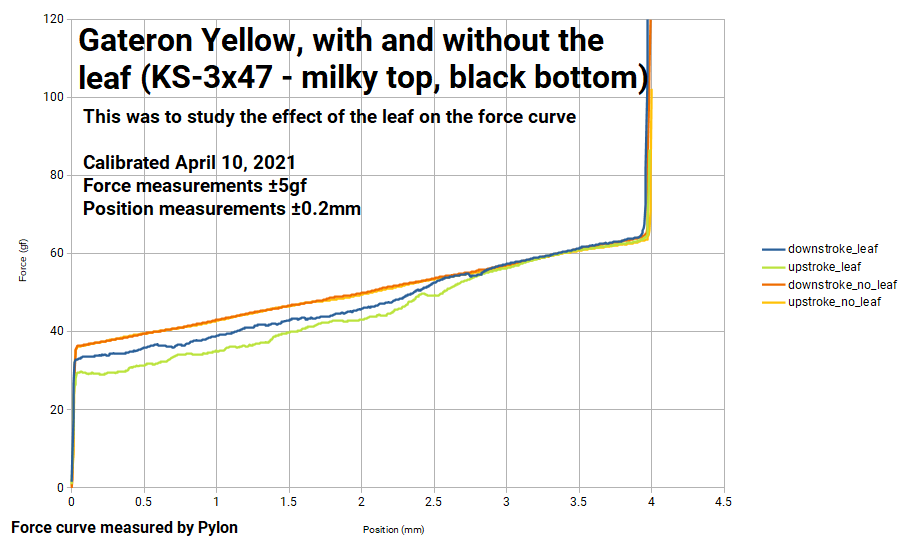 120
Gateron Yellow, with and without the
leaf (KS-3x47 - milky top, black bottom)
100
This was to study the effect of the leaf on the force curve
Calibrated April 10, 2021
80
Force measurements ±5gf
Position measurements ±0.2mm
Force (gf)
60
40
20
0
downstroke_leaf
upstroke_leaf
downstroke_no_leaf
upstroke_no_leaf
0 0.5 1 1.5 2 2.5 3 3.5 4 4.5
Position (mm)
Force curve measured by Pylon